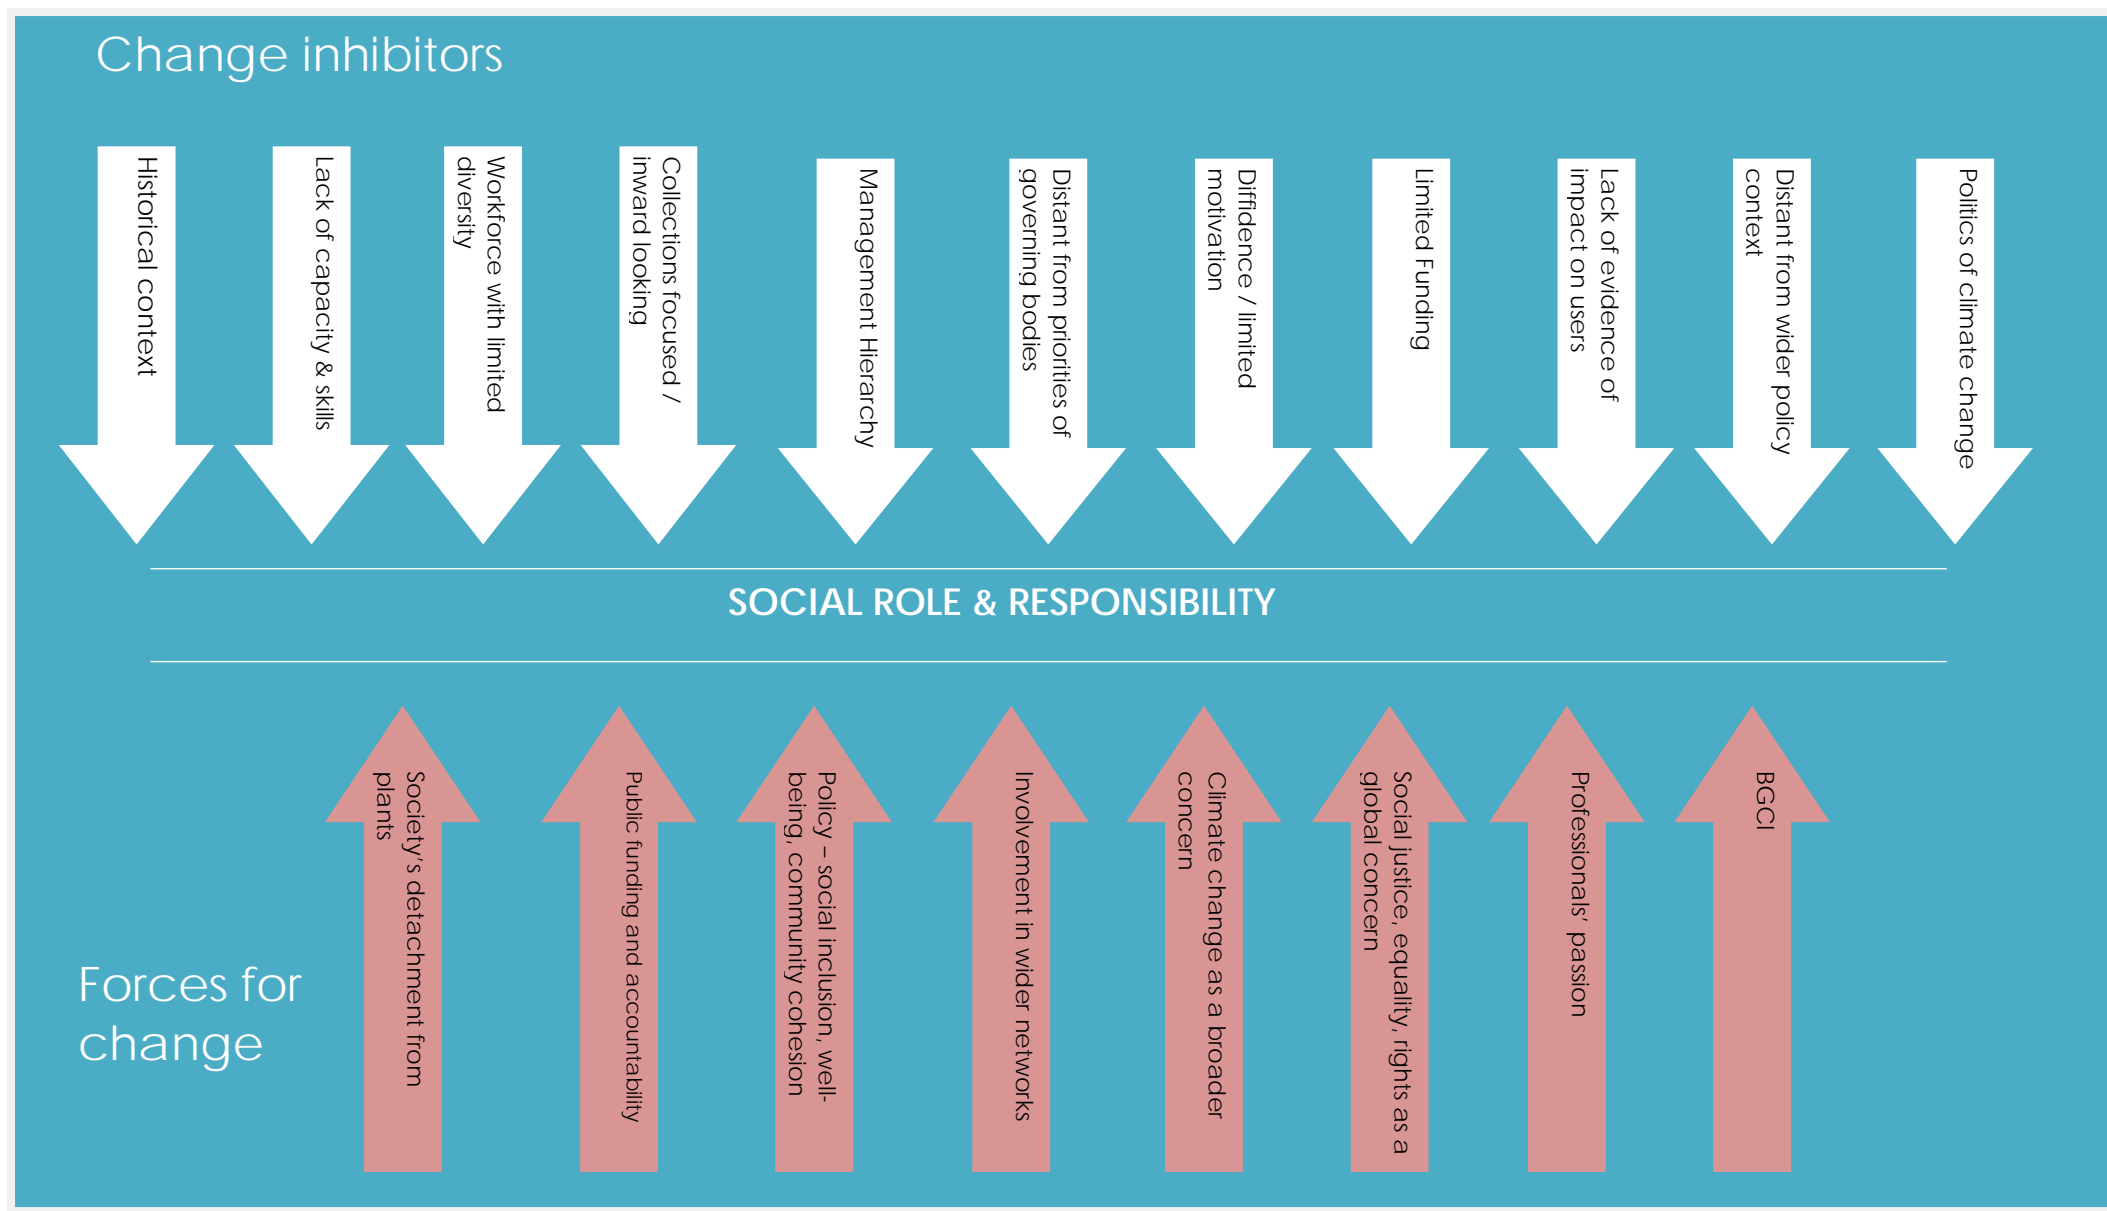 Change inhibitors
Historical context
Lack of capacity & skills
Workforce with limited
diversity
Collections focused /
inward looking
Management Hierarchy
Distant from priorities of
governing bodies
Diffidence / limited
motivation
Limited Funding
Lack of evidence of
impact on users
Distant from wider policy
context
Politics of climate change
SOCIAL ROLE & RESPONSIBILITY
Society’s detachment from
plants
Public funding and accountability
Policy – social inclusion, well-
being, community cohesion
Involvement in wider networks
Climate change as a broader
concern
Social justice, equality, rights as a
global concern
Professionals’ passion
BGCI
Forces for
change